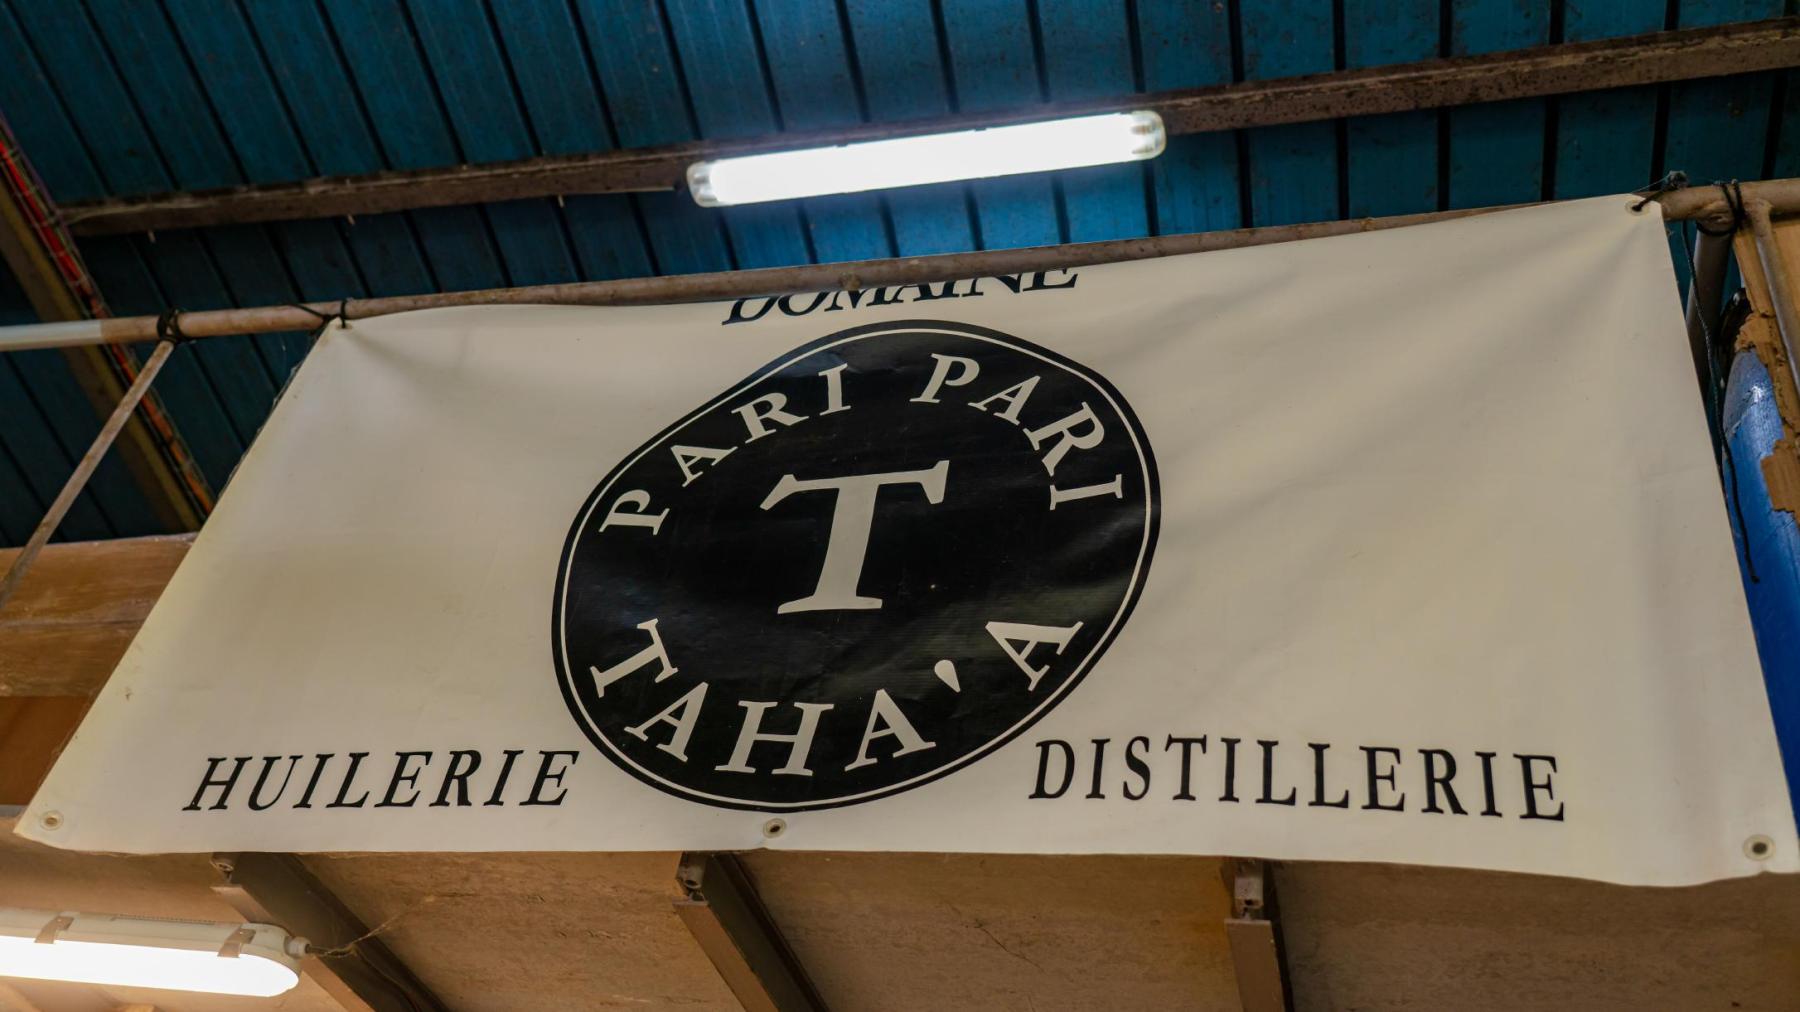 DOMAINE
PARI PARI
T
TAHA'A
HUILERIE
DISTILLERIE